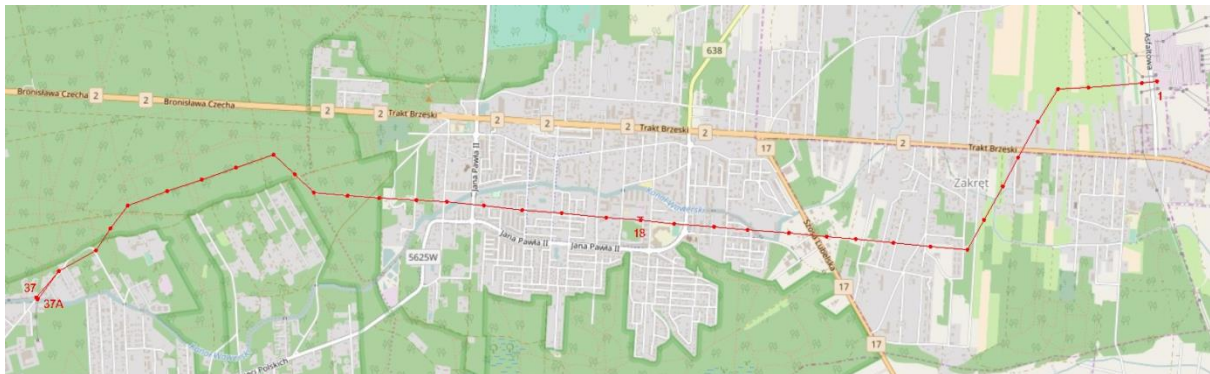 Bronisława Czecha
2
2
Bronisława Czecha
2
2
Trakt Brzeski
2
2
2
Trakt Brzeski
2
638
17
2
Trakt Brzeski
Asfaltowa
1
Zakręt
Jana Pawła II
Jana Pawła II
Jana Pawła II
18
5625W
Szosa Lubelska
17
17
37
37A
Polskich